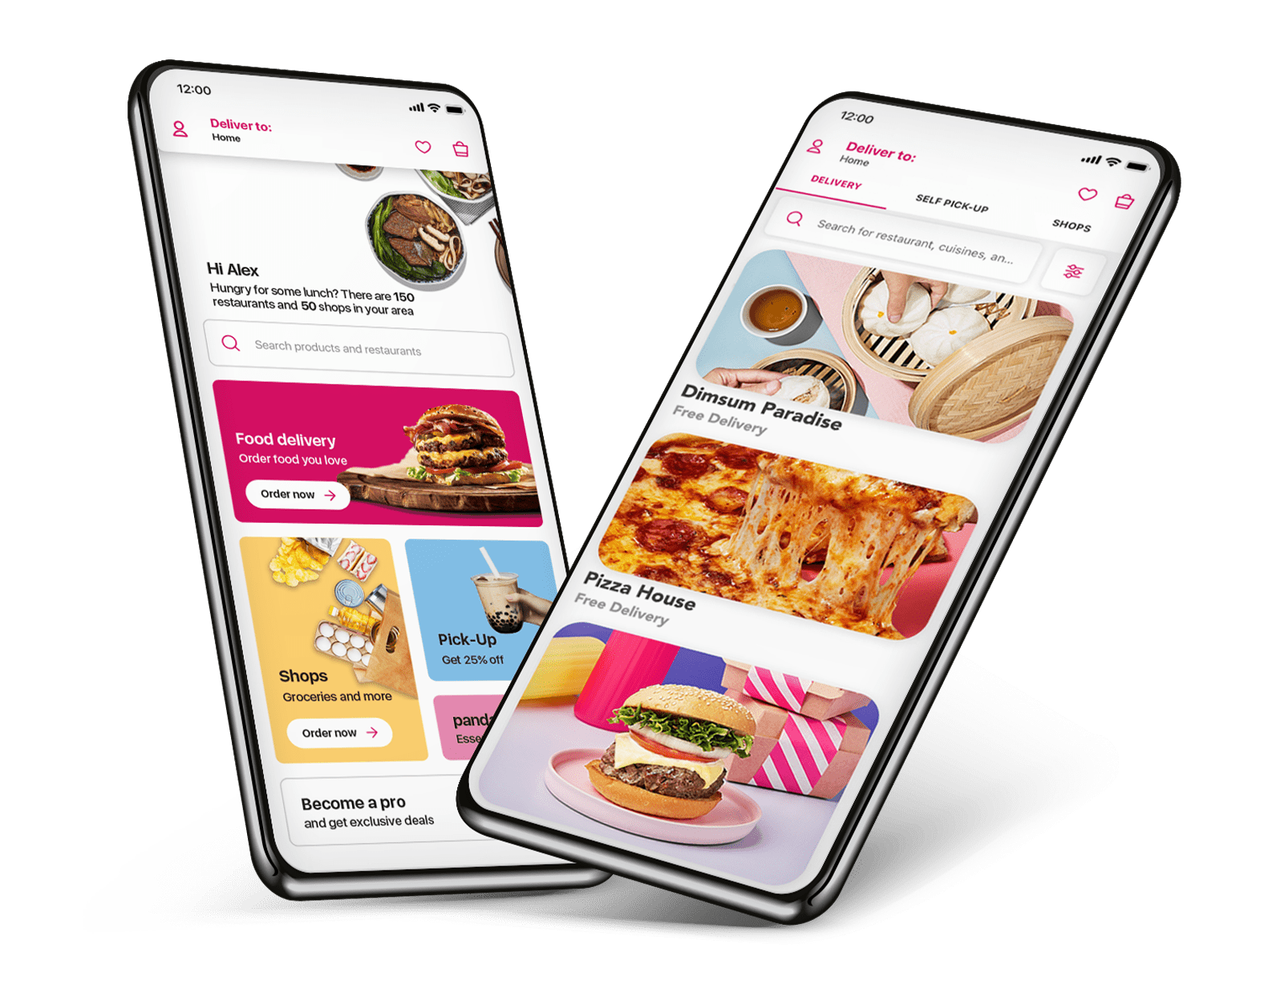 12:00
Deliver to:
Home
Hi Alex
Hungry for some lunch? There are 150
restaurants and 50 shops in your area
Search products and restaurants
Food delivery
Order food you love
Order now
Shops
Groceries and more
Order now
Pick-Up
Get 25% off
panda
Esse
Become a pro
and get exclusive deals
12:00
Deliver to:
Home
DELIVERY
SELF PICK-UP
SHOPS
Search for restaurant, cuisines, an...
Dimsum Paradise
Free Delivery
Pizza House
Free Delivery